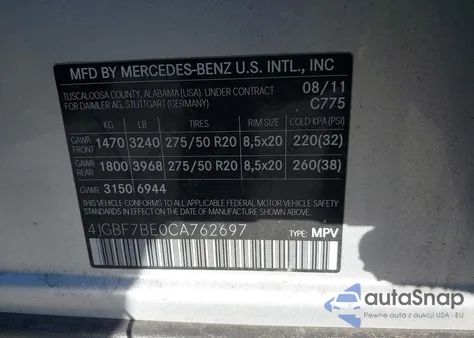 MFD BY MERCEDES-BENZ U.S. INTL., INC
TUSCALOOSA COUNTY, ALABAMA (USA). UNDER CONTRACT 08/11
FOR DAIMLER AG, STUTTGART (GERMANY) C775
KG LB TIRES RIM SIZE COLD KPA (PSI)
GAWR FRONT 1470 3240 275/50 R20 8,5x20 220(32)
GAWR REAR 1800 3968 275/50 R20 8,5x20 260(38)
GVWR 3150 6944
THIS VEHICLE CONFORMS TO ALL APPLICABLE FEDERAL MOTOR VEHICLE SAFETY
STANDARDS IN EFFECT ON THE DATE OF MANUFACTURE SHOWN ABOVE.
4JGBF7BE0CA762697 TYPE: MPV
autoSnap
Pewne auta z USA - EU